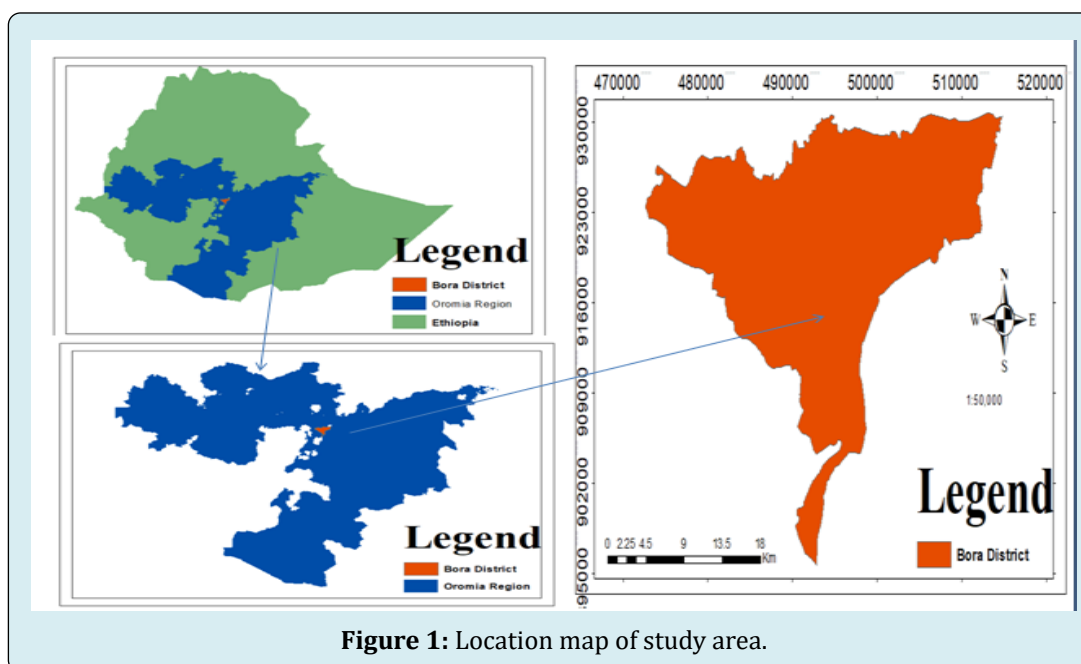 Legend
Bora District
Oromia Region
Ethiopia
Legend
Bora District
Oromia Region
470000 480000 490000 500000 510000 520000
930000
923000
916000
909000
902000
895000
N
W E
S
1:50,000
Legend
Bora District
0 2.25 4.5 9 13.5 18
Km
Figure 1: Location map of study area.